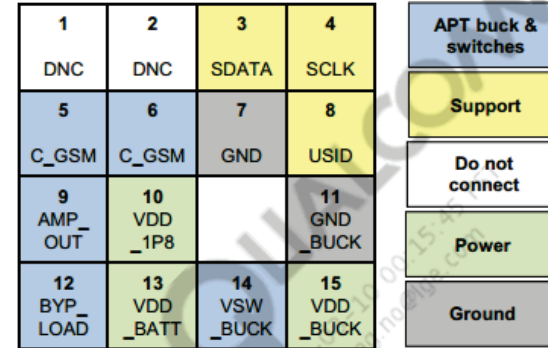 1 2 3 4
DNC DNC SDATA SCLK
5 6 7 8
C_GSM C_GSM GND USID
9 10 11
AMP_ VDD GND
OUT _1P8 _BUCK
12 13 14 15
BYP_ VDD VSW VDD
LOAD _BATT _BUCK _BUCK
APT buck &
switches
Support
Do not
connect
Power
Ground
QUALCOM